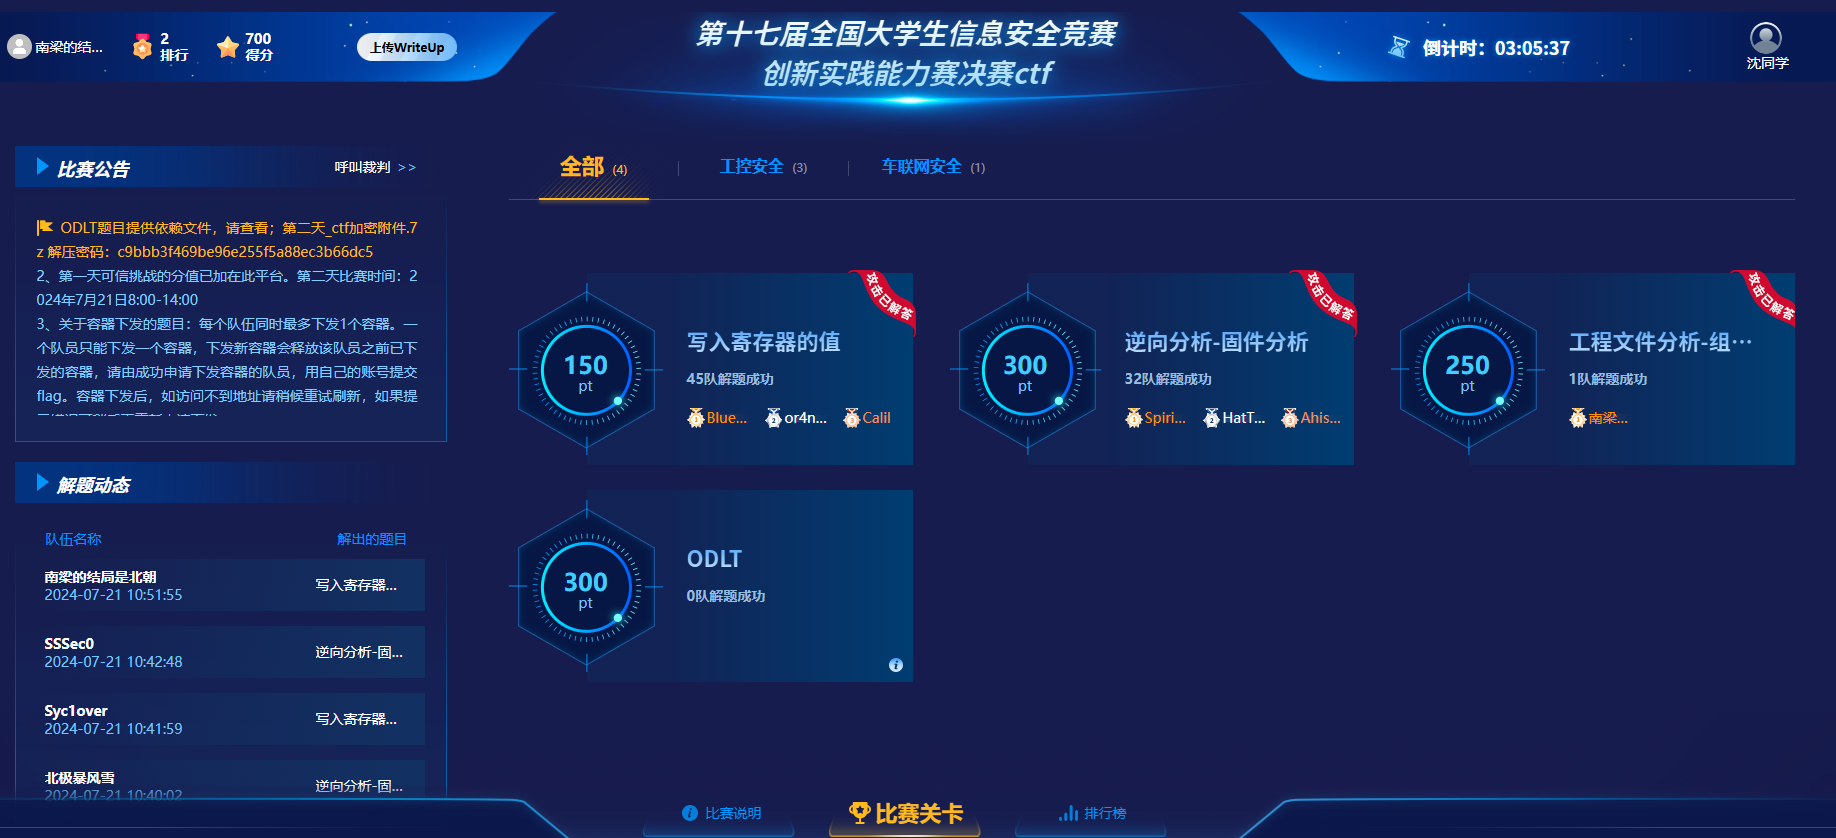 南梁的结...
2
排行
700
得分
上传WriteUp
第十七届全国大学生信息安全竞赛
创新实践能力赛决赛ctf
倒计时：03:05:37
沈同学
比赛公告
呼叫裁判 >>
ODLT题目提供依赖文件，请查看；第二天_ctf加密附件.7
z 解压密码：c9bbb3f469be96e255f5a88ec3b66dc5
2、第一天可信挑战的分值已加在此平台。第二天比赛时间：2
024年7月21日8:00-14:00
3、关于容器下发的题目：每个队伍同时最多下发1个容器。一
个队员只能下发一个容器，下发新容器会释放该队员之前已下
发的容器，请由成功申请下发容器的队员，用自己的账号提交
flag。容器下发后，如访问不到地址请稍候重试刷新，如果提
解题动态
队伍名称 解出的题目
南梁的结局是北朝
2024-07-21 10:51:55
写入寄存器...
SSSec0
2024-07-21 10:42:48
逆向分析-固...
Syc1over
2024-07-21 10:41:59
写入寄存器...
北极暴风雪
2024-07-21 10:40:02
逆向分析-固...
全部 (4)
工控安全 (3)
车联网安全 (1)
攻击已解答
150
pt
写入寄存器的值
45队解题成功
Blue... or4n... Calil
攻击已解答
300
pt
逆向分析-固件分析
32队解题成功
Spiri... HatT... Ahis...
攻击已解答
250
pt
工程文件分析-组···
1队解题成功
南梁...
300
pt
ODLT
0队解题成功
比赛说明
比赛关卡
排行榜